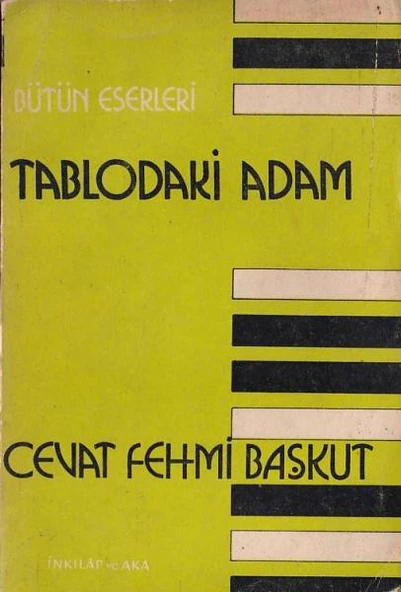 BÜTÜN ESERLERİ
TABLODAKİ ADAM
CEVAT FEHMİ BAŞKUT
İNKILÂP ve AKA